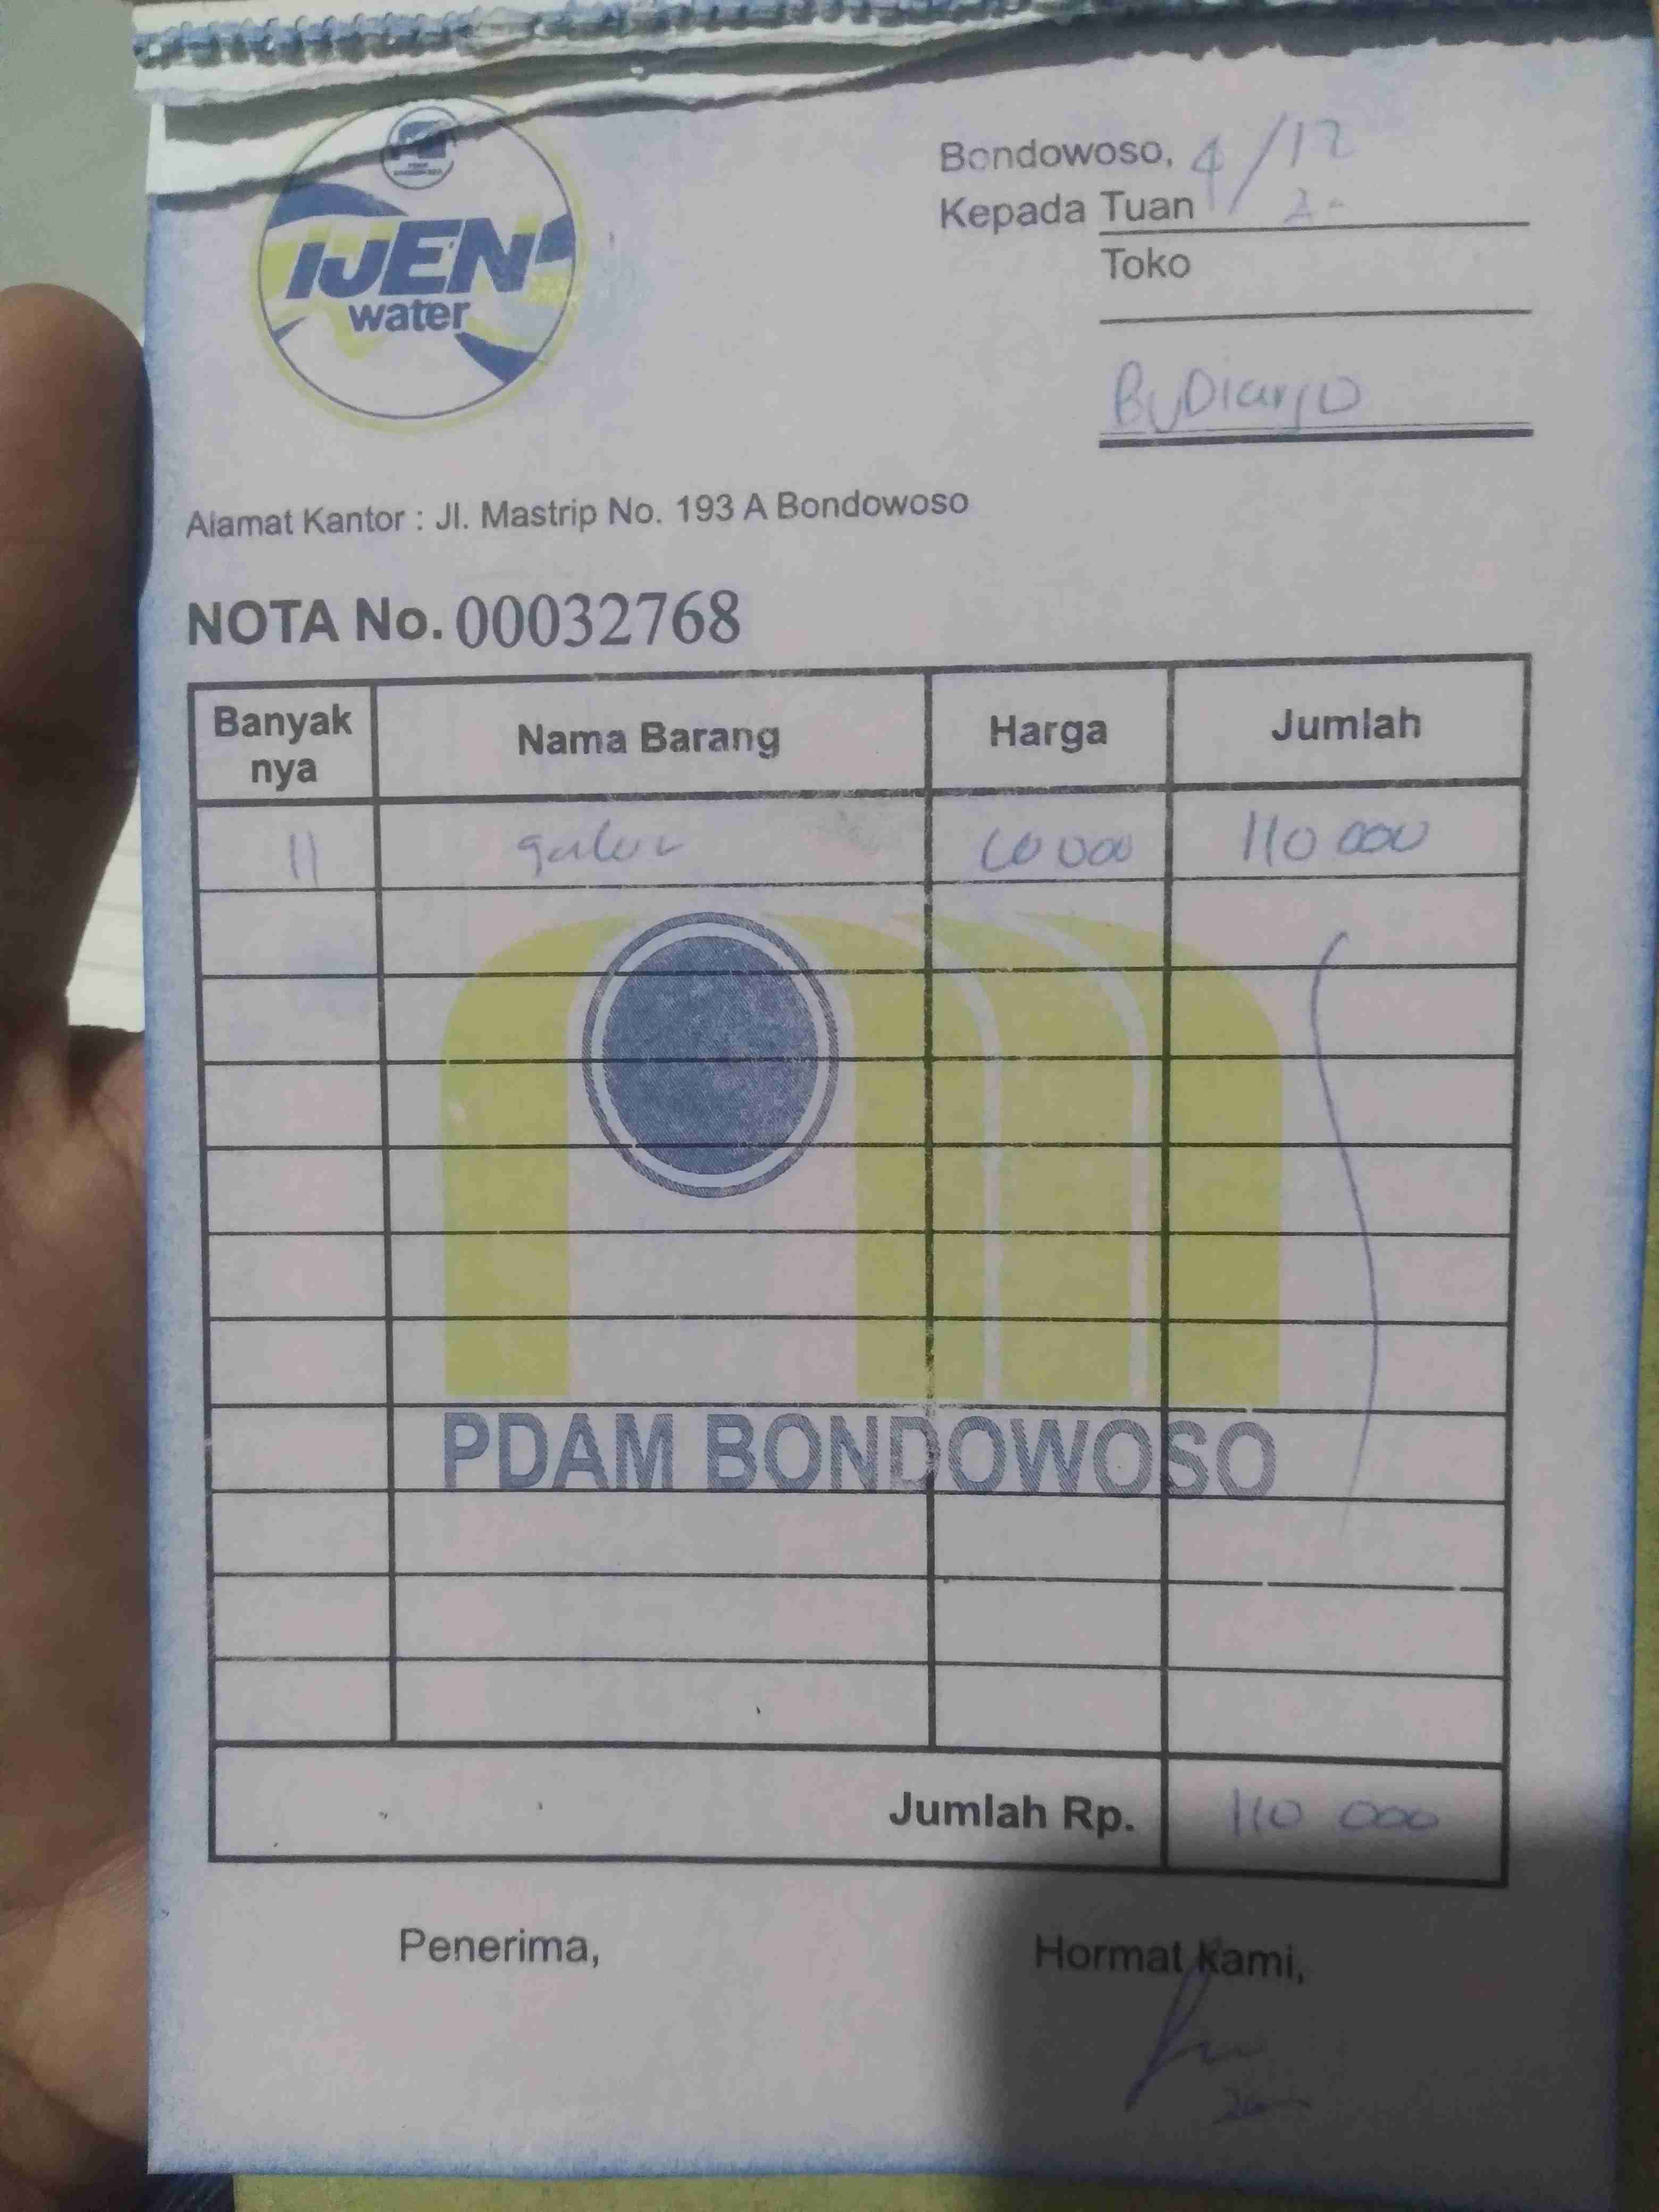 IJEN
water
Bondowoso, 4/12
Kepada Tuan
Toko
BuDiarjo
Alamat Kantor : Jl. Mastrip No. 193 A Bondowoso
NOTA No. 00032768
Banyak nya Nama Barang Harga Jumlah
11 galon 10 000 110 000
PDAM BONDOWOSO
Jumlah Rp. 110 000
Penerima, Hormat Kami,